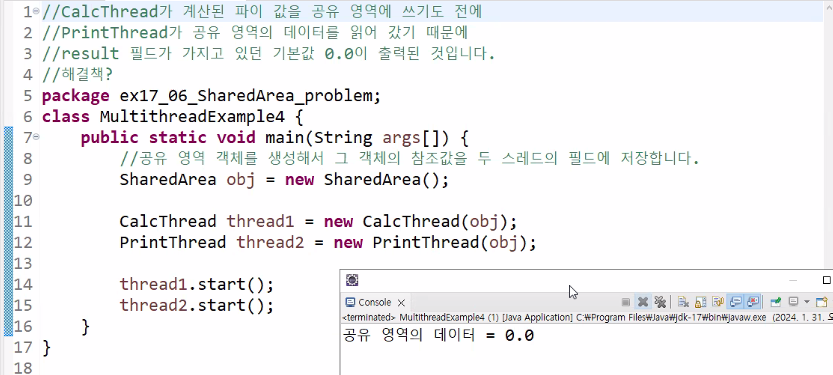 1 //CalcThread가 계산된 파이 값을 공유 영역에 쓰기도 전에
2 //PrintThread가 공유 영역의 데이터를 읽어 갔기 때문에
3 //result 필드가 가지고 있던 기본값 0.0이 출력된 것입니다.
4 //해결책?
5 package ex17_06_SharedArea_problem;
6 class MultithreadExample4 {
7 public static void main(String args[]) {
8 //공유 영역 객체를 생성해서 그 객체의 참조값을 두 스레드의 필드에 저장합니다.
9 SharedArea obj = new SharedArea();
10
11 CalcThread thread1 = new CalcThread(obj);
12 PrintThread thread2 = new PrintThread(obj);
13
14 thread1.start();
15 thread2.start();
16 }
17 }
18
Console
<terminated> MultithreadExample4 (1) [Java Application] C:₩Program Files₩Java₩jdk-17₩bin₩javaw.exe (2024. 1. 31.
공유 영역의 데이터 = 0.0